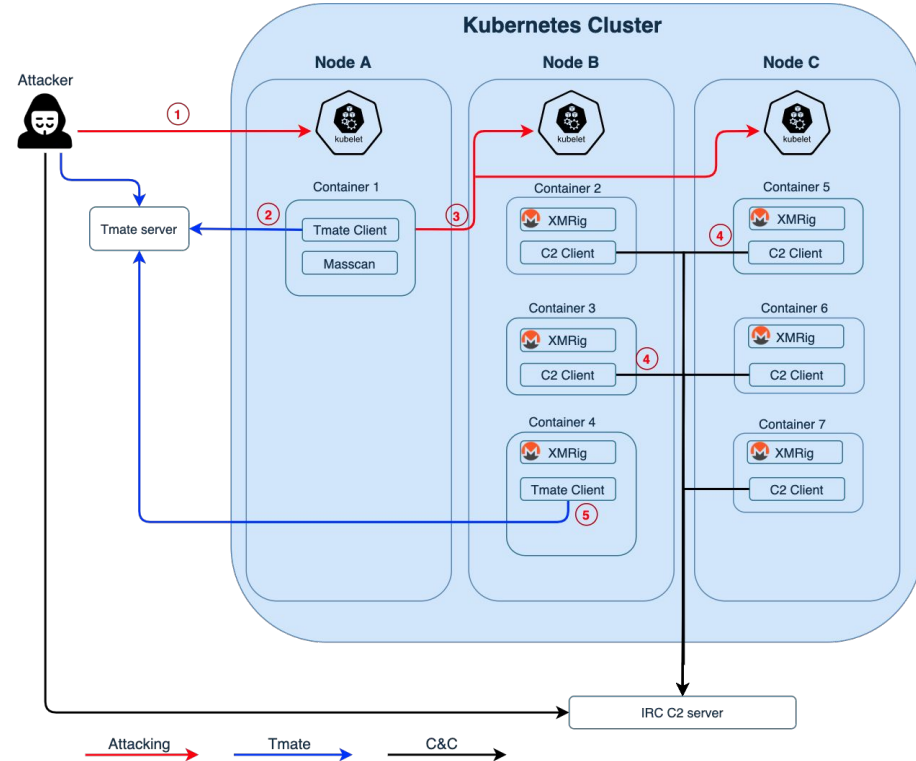 Kubernetes Cluster
Node A
Node B
Node C
Attacker
1
kubelet
kubelet
kubelet
Container 1
Container 2
Container 5
2
3
XMRig
XMRig
Tmate server
Tmate Client
4
C2 Client
C2 Client
Masscan
Container 3
Container 6
XMRig
XMRig
4
C2 Client
C2 Client
Container 4
Container 7
XMRig
XMRig
Tmate Client
C2 Client
5
IRC C2 server
Attacking
Tmate
C&C